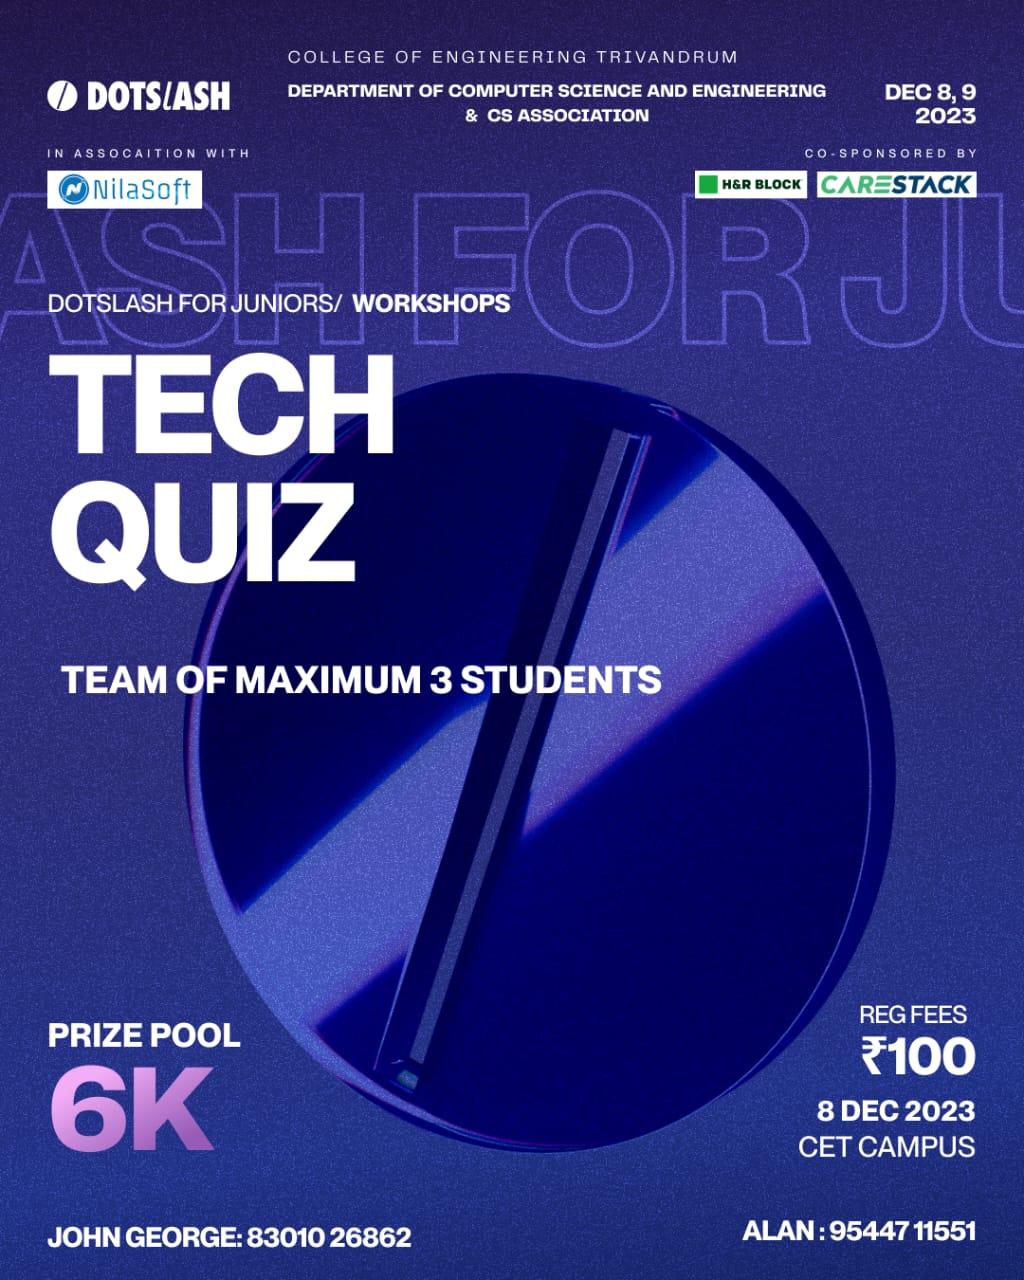 COLLEGE OF ENGINEERING TRIVANDRUM
DOTSLASH
DEPARTMENT OF COMPUTER SCIENCE AND ENGINEERING
& CS ASSOCIATION
DEC 8, 9
2023
IN ASSOCAITION WITH
NilaSoft
CO-SPONSORED BY
H&R BLOCK
CARESTACK
ASH FOR JU
DOTSLASH FOR JUNIORS/ WORKSHOPS
TECH
QUIZ
TEAM OF MAXIMUM 3 STUDENTS
PRIZE POOL
6K
REG FEES
₹100
8 DEC 2023
CET CAMPUS
JOHN GEORGE: 83010 26862
ALAN : 95447 11551